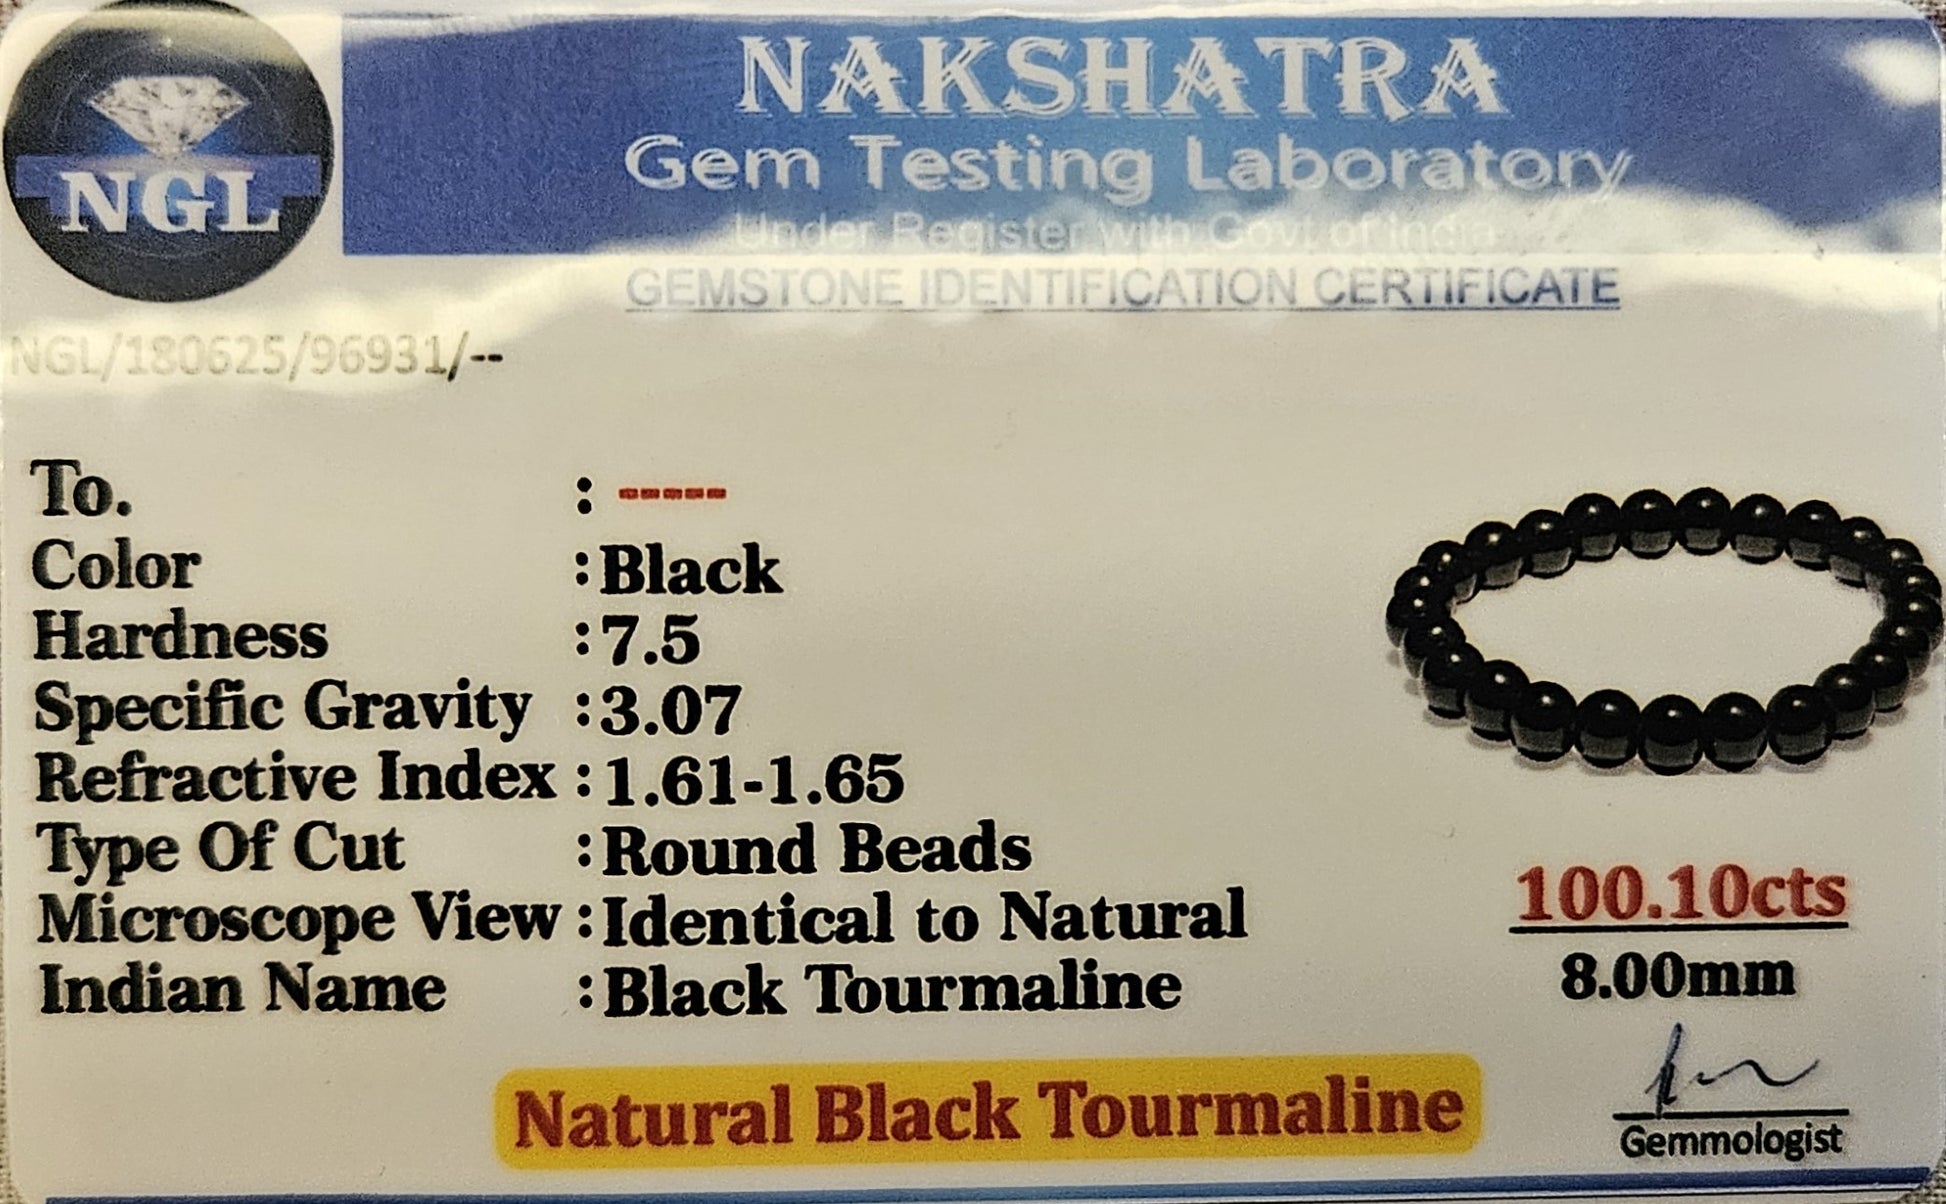 NGL
NAKSHATRA
Gem Testing Laboratory
Under Register with Govt of India
GEMSTONE IDENTIFICATION CERTIFICATE
NGL/180625/96931/--
To. : -----
Color : Black
Hardness : 7.5
Specific Gravity : 3.07
Refractive Index : 1.61-1.65
Type Of Cut : Round Beads
Microscope View : Identical to Natural
Indian Name : Black Tourmaline
100.10cts
8.00mm
Natural Black Tourmaline
Gemmologist